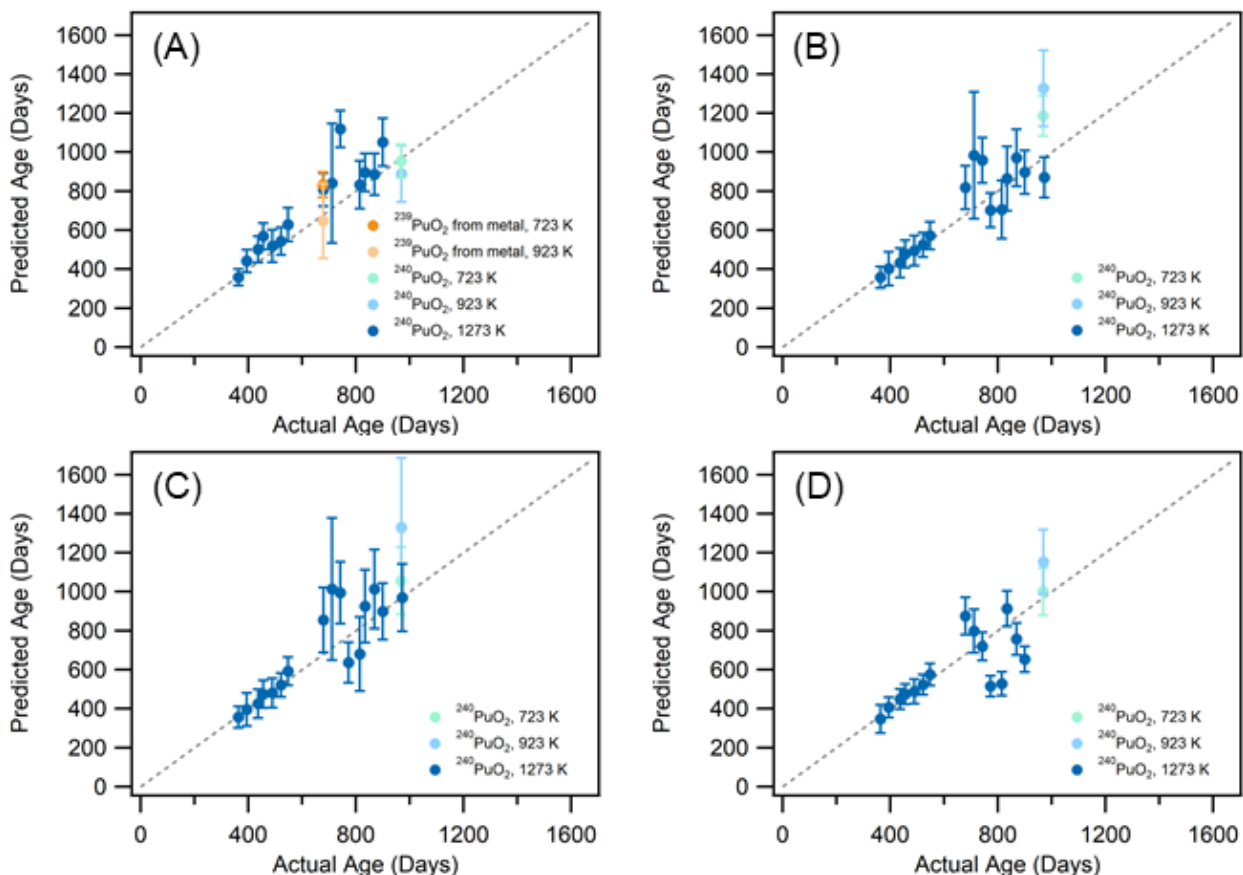 (A)
Predicted Age (Days)
1600
1400
1200
1000
800
600
400
200
0
²³⁹PuO₂ from metal, 723 K
²³⁹PuO₂ from metal, 923 K
²⁴⁰PuO₂, 723 K
²⁴⁰PuO₂, 923 K
²⁴⁰PuO₂, 1273 K
0 400 800 1200 1600
Actual Age (Days)
(B)
Predicted Age (Days)
1600
1400
1200
1000
800
600
400
200
0
²⁴⁰PuO₂, 723 K
²⁴⁰PuO₂, 923 K
²⁴⁰PuO₂, 1273 K
0 400 800 1200 1600
Actual Age (Days)
(C)
Predicted Age (Days)
1600
1400
1200
1000
800
600
400
200
0
²⁴⁰PuO₂, 723 K
²⁴⁰PuO₂, 923 K
²⁴⁰PuO₂, 1273 K
0 400 800 1200 1600
Actual Age (Days)
(D)
Predicted Age (Days)
1600
1400
1200
1000
800
600
400
200
0
²⁴⁰PuO₂, 723 K
²⁴⁰PuO₂, 923 K
²⁴⁰PuO₂, 1273 K
0 400 800 1200 1600
Actual Age (Days)